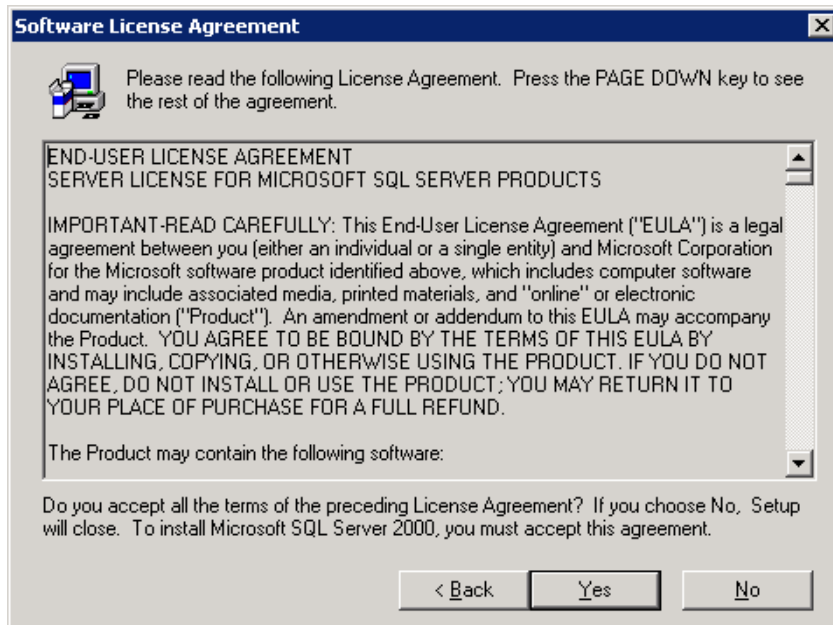 Software License Agreement
Please read the following License Agreement. Press the PAGE DOWN key to see
the rest of the agreement.
END-USER LICENSE AGREEMENT
SERVER LICENSE FOR MICROSOFT SQL SERVER PRODUCTS
IMPORTANT-READ CAREFULLY: This End-User License Agreement ("EULA") is a legal
agreement between you (either an individual or a single entity) and Microsoft Corporation
for the Microsoft software product identified above, which includes computer software
and may include associated media, printed materials, and "online" or electronic
documentation ("Product"). An amendment or addendum to this EULA may accompany
the Product. YOU AGREE TO BE BOUND BY THE TERMS OF THIS EULA BY
INSTALLING, COPYING, OR OTHERWISE USING THE PRODUCT. IF YOU DO NOT
AGREE, DO NOT INSTALL OR USE THE PRODUCT; YOU MAY RETURN IT TO
YOUR PLACE OF PURCHASE FOR A FULL REFUND.
The Product may contain the following software:
Do you accept all the terms of the preceding License Agreement? If you choose No, Setup
will close. To install Microsoft SQL Server 2000, you must accept this agreement.
< Back Yes No